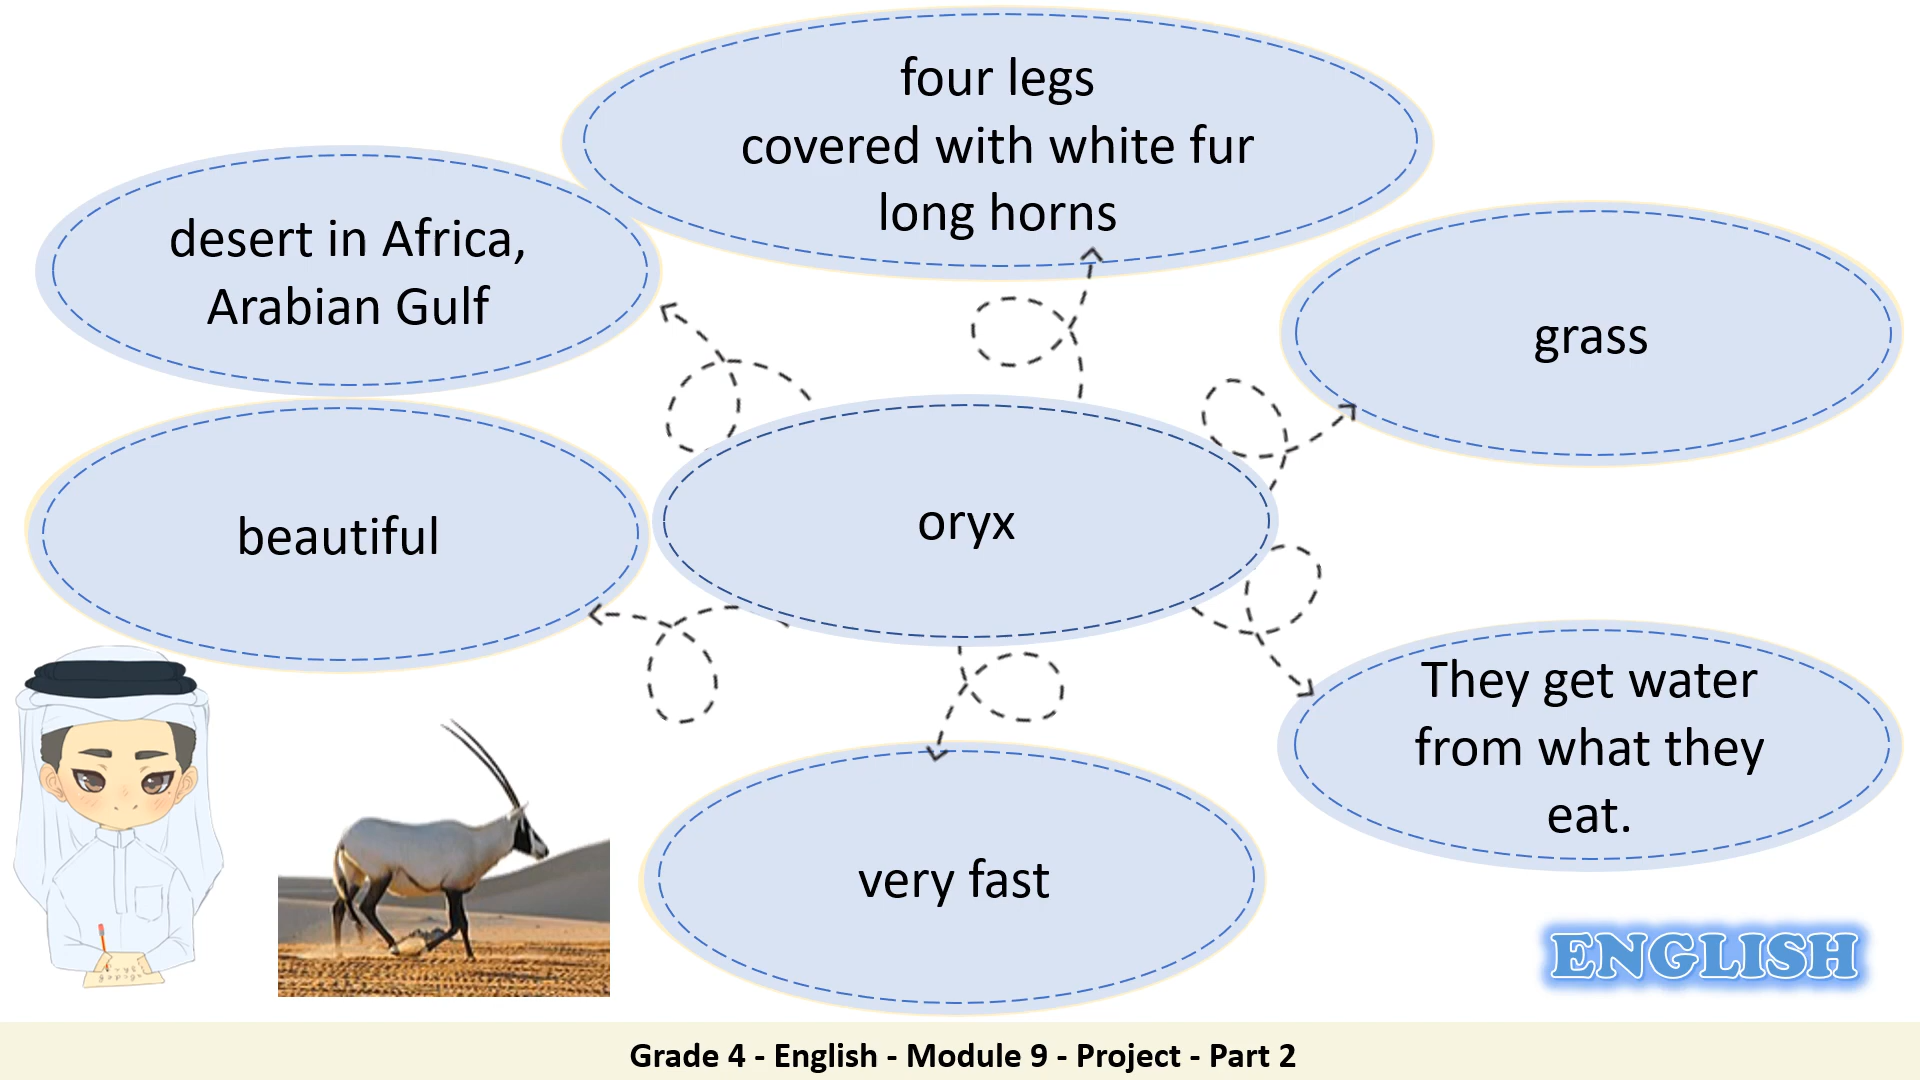 four legs
covered with white fur
long horns
desert in Africa,
Arabian Gulf
grass
beautiful
oryx
They get water
from what they
eat.
very fast
ENGLISH
Grade 4 - English - Module 9 - Project - Part 2